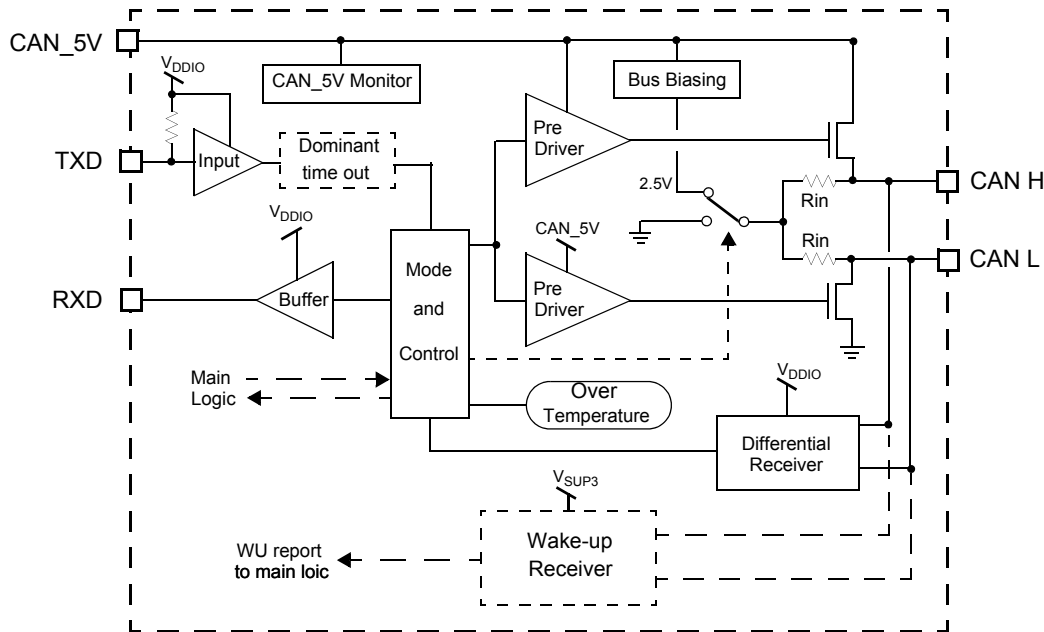 CAN_5V
VDDIO
CAN_5V Monitor
Bus Biasing
TXD
Input
Dominant
time out
Pre
Driver
2.5V
Rin
CAN H
VDDIO
CAN_5V
Rin
CAN L
RXD
Buffer
Mode
and
Control
Pre
Driver
Main
Logic
Over
Temperature
VDDIO
Differential
Receiver
VSUP3
Wake-up
Receiver
WU report
to main loic